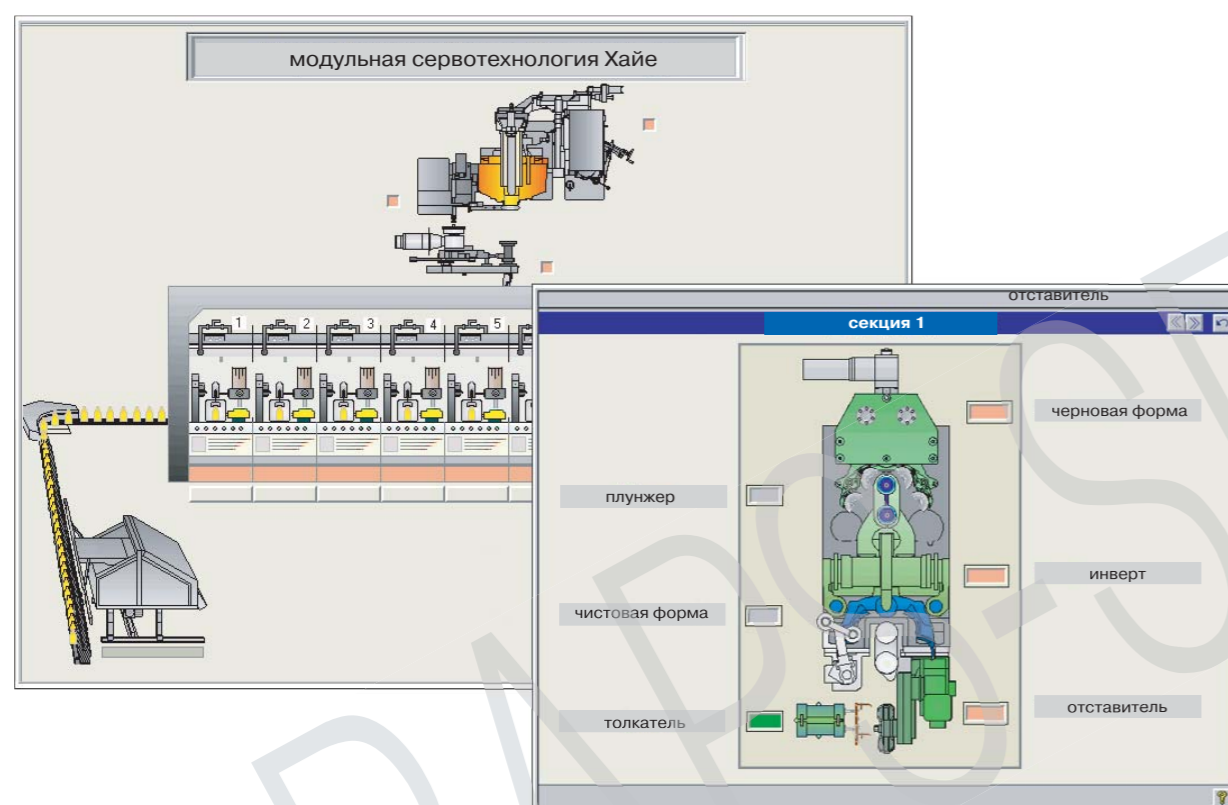 модульная сервотехнология Хайе
1 2 3 4 5
отставитель
секция 1
черновая форма
плунжер
инверт
чистовая форма
отставитель
толкатель
?